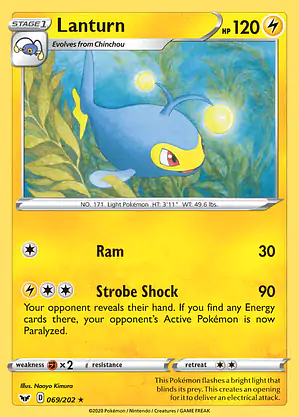 STAGE 1
Lanturn
HP 120
Evolves from Chinchou
NO. 171. Light Pokémon HT: 3'11" WT: 49.6 lbs.
Ram 30
Strobe Shock 90
Your opponent reveals their hand. If you find any Energy
cards there, your opponent's Active Pokémon is now
Paralyzed.
weakness x2 resistance retreat
Illus. Naoyo Kimura
This Pokémon flashes a bright light that
blinds its prey. This creates an opening
for it to deliver an electrical attack.
D 069/202 ★
©2020 Pokémon / Nintendo / Creatures / GAME FREAK